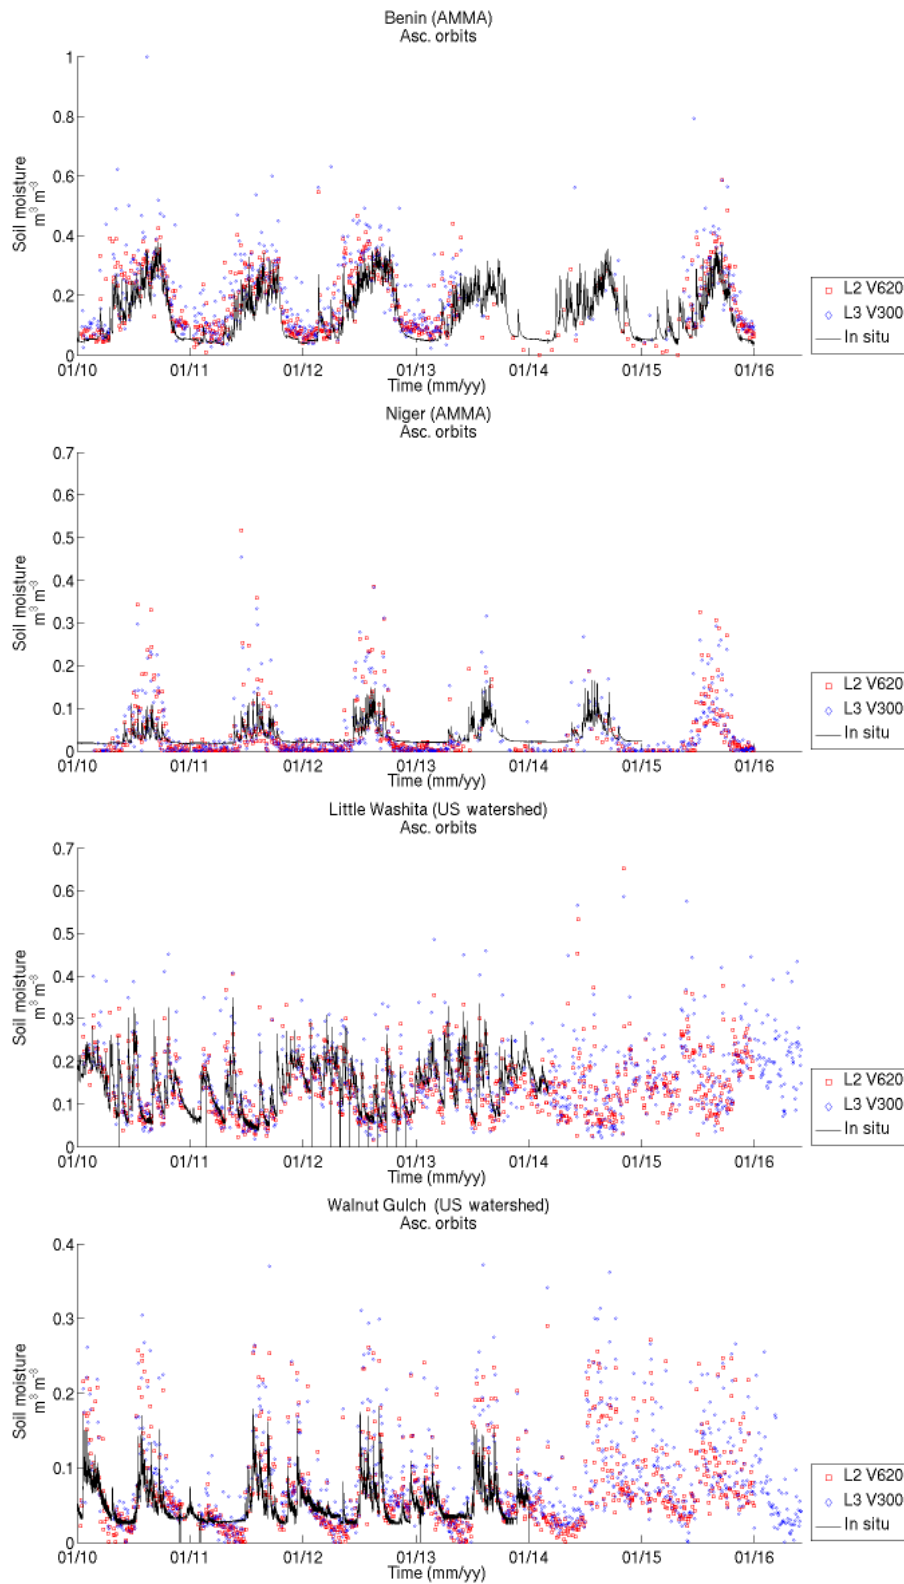 Benin (AMMA)
Asc. orbits
1
0.8
0.6
0.4
0.2
0
Soil moisture
m³ m⁻³
01/10 01/11 01/12 01/13 01/14 01/15 01/16
Time (mm/yy)
L2 V620
L3 V300
In situ
Niger (AMMA)
Asc. orbits
0.7
0.6
0.5
0.4
0.3
0.2
0.1
0
Soil moisture
m³ m⁻³
01/10 01/11 01/12 01/13 01/14 01/15 01/16
Time (mm/yy)
L2 V620
L3 V300
In situ
Little Washita (US watershed)
Asc. orbits
0.7
0.6
0.5
0.4
0.3
0.2
0.1
0
Soil moisture
m³ m⁻³
01/10 01/11 01/12 01/13 01/14 01/15 01/16
Time (mm/yy)
L2 V620
L3 V300
In situ
Walnut Gulch (US watershed)
Asc. orbits
0.4
0.3
0.2
0.1
0
Soil moisture
m³ m⁻³
01/10 01/11 01/12 01/13 01/14 01/15 01/16
Time (mm/yy)
L2 V620
L3 V300
In situ